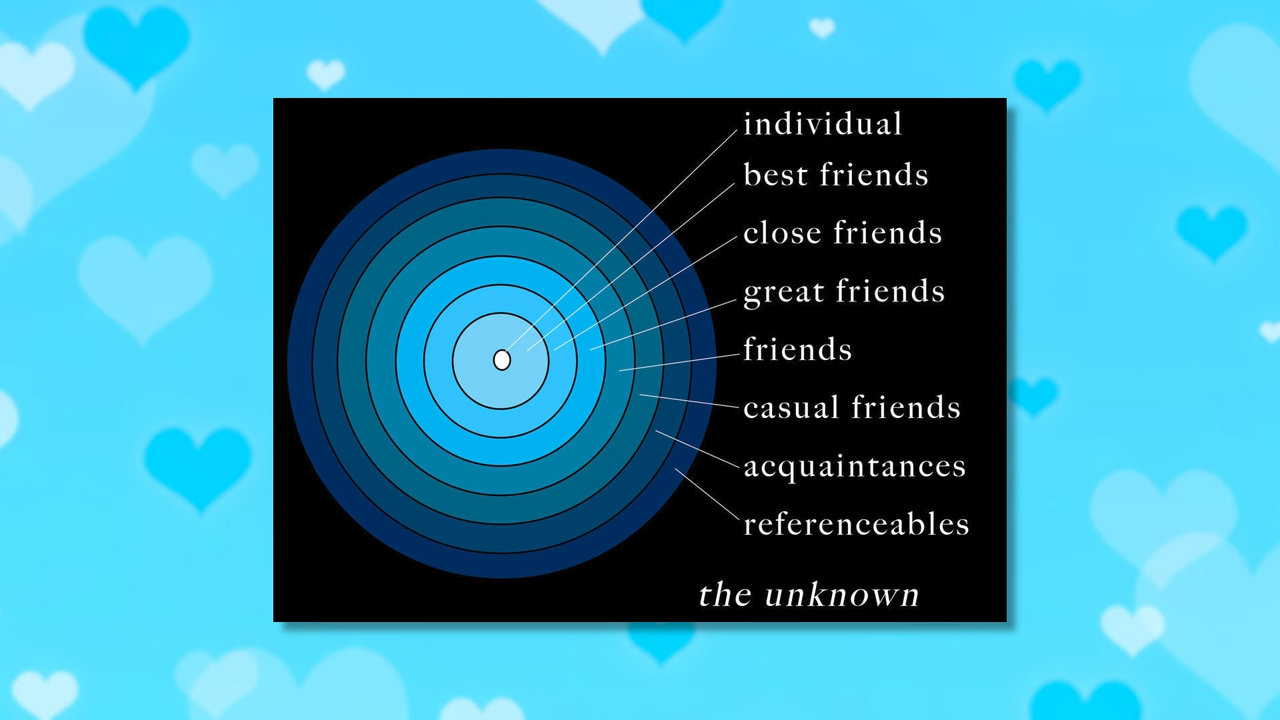 individual
best friends
close friends
great friends
friends
casual friends
acquaintances
referenceables
the unknown